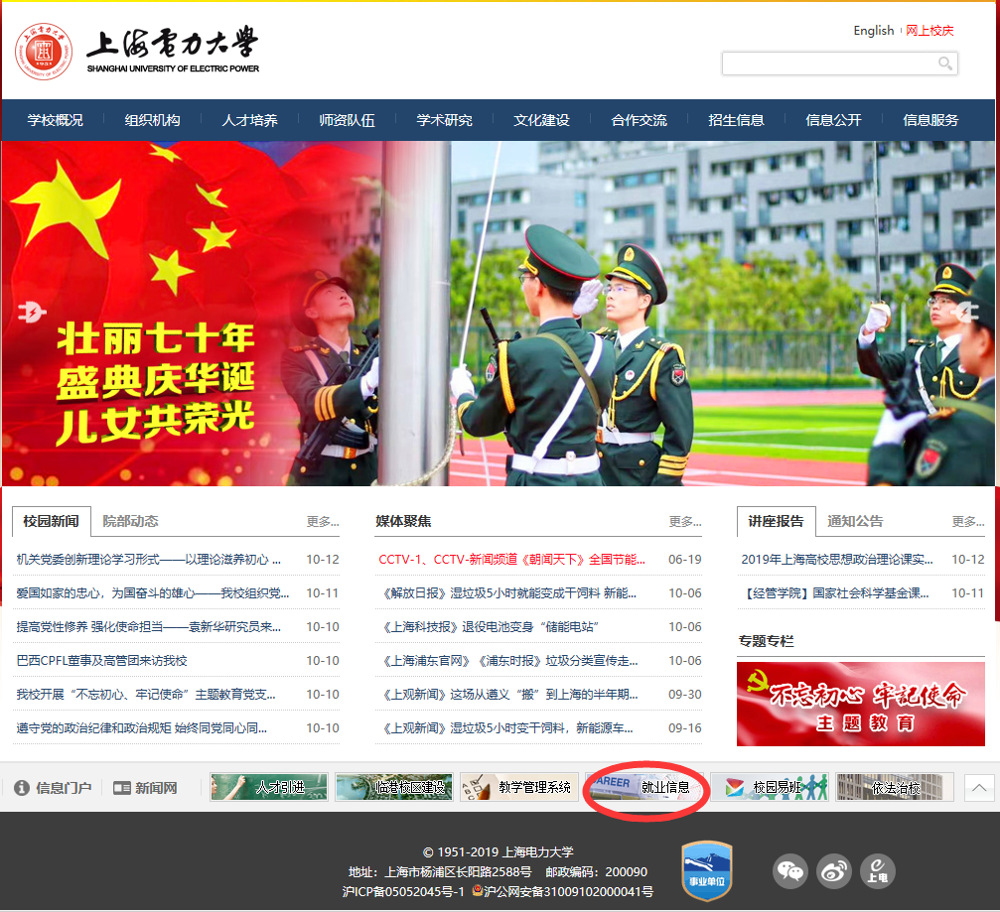 上海電力大学
SHANGHAI UNIVERSITY OF ELECTRIC POWER
English
网上校庆
学校概况 组织机构 人才培养 师资队伍 学术研究 文化建设 合作交流 招生信息 信息公开 信息服务
壮丽七十年
盛典庆华诞
儿女共荣光
校园新闻 院部动态 更多...
机关党委创新理论学习形式——以理论滋养初心 ... 10-12
爱国如家的忠心，为国奋斗的雄心——我校组织党... 10-11
提高党性修养 强化使命担当——袁新华研究员来... 10-10
巴西CPFL董事及高管团来访我校 10-10
我校开展“不忘初心、牢记使命”主题教育党支... 10-10
遵守党的政治纪律和政治规矩 始终同党同心同... 10-10
媒体聚焦 更多...
CCTV-1、CCTV-新闻频道《朝闻天下》全国节能... 06-19
《解放日报》湿垃圾5小时就能变成干饲料 新能... 10-06
《上海科技报》退役电池变身“储能电站” 10-06
《上海浦东官网》《浦东时报》垃圾分类宣传走... 10-06
《上观新闻》这场从遵义“搬”到上海的半年期... 09-30
《上观新闻》湿垃圾5小时变干饲料，新能源车... 09-16
讲座报告 通知公告 更多...
2019年上海高校思想政治理论课实... 10-12
【经管学院】国家社会科学基金课... 10-11
专题专栏
不忘初心 牢記使命
主题教育
信息门户 新闻网 人才引进 临港校区建设 教学管理系统 CAREER 就业信息 校园易班 依法治校
© 1951-2019 上海电力大学
地址：上海市杨浦区长阳路2588号 邮政编码：200090
沪ICP备05052045号-1 沪公网安备31009102000041号
事业单位
上电